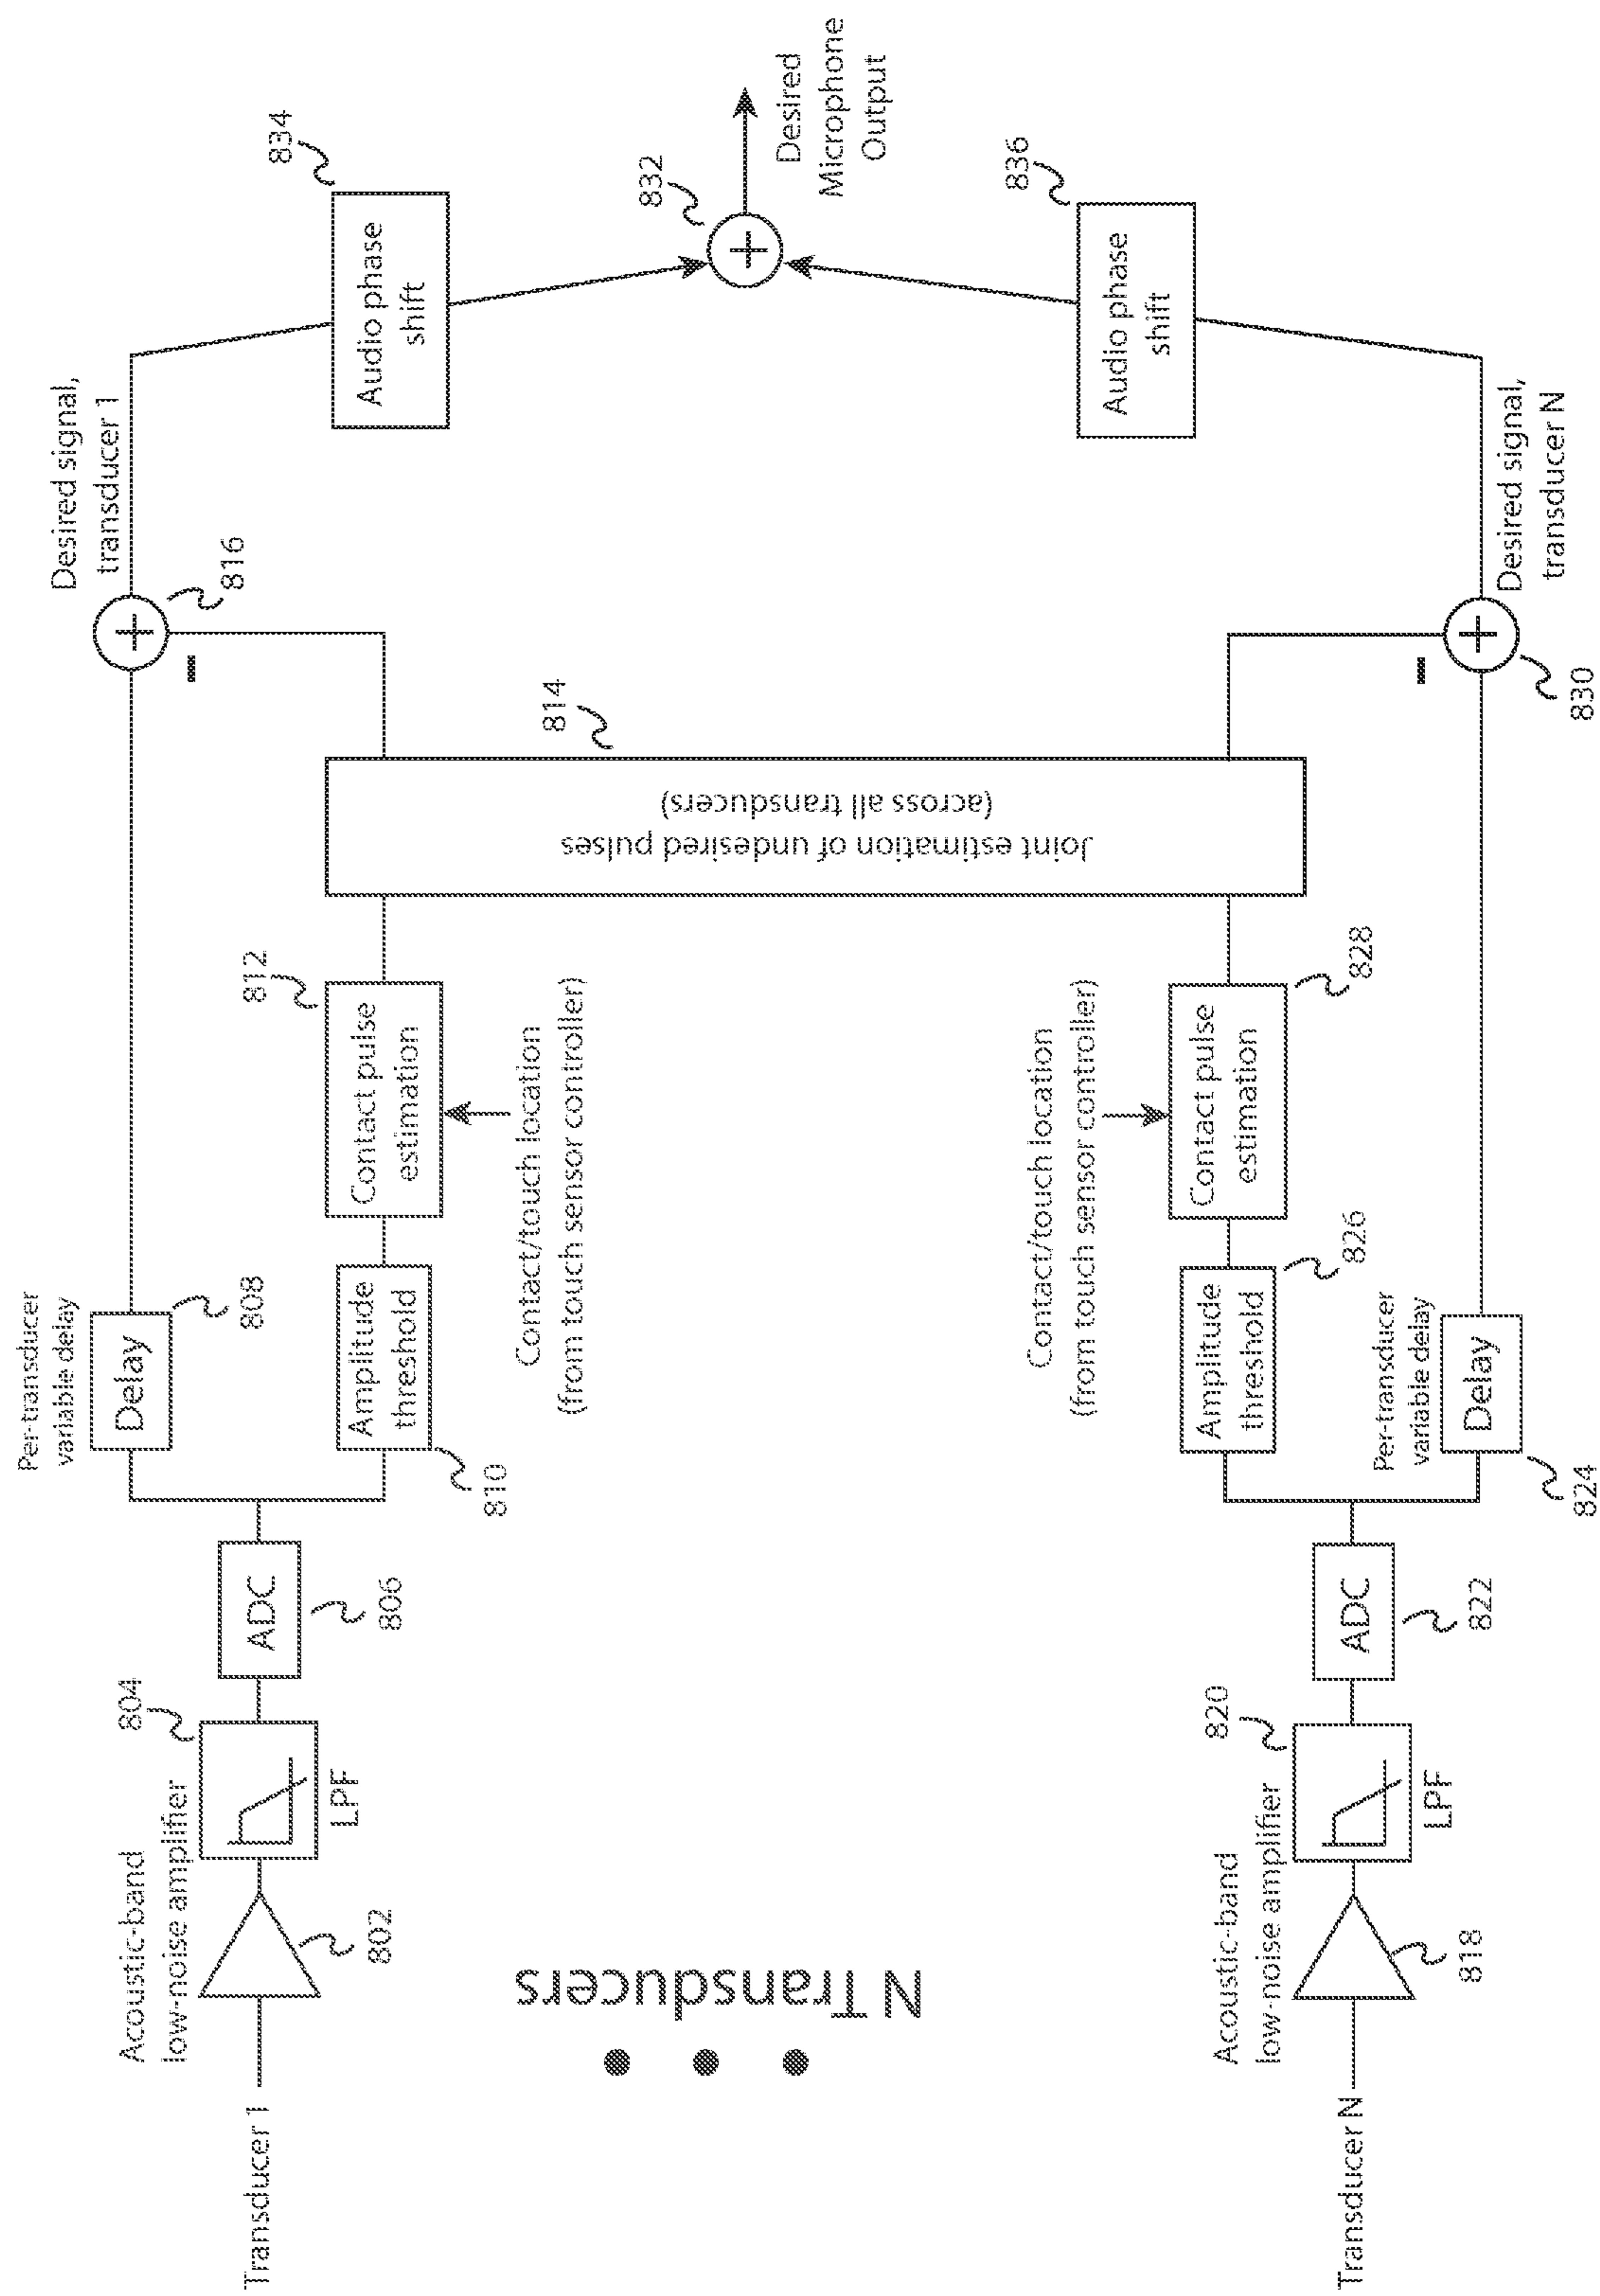 Transducer 1
Acoustic-band
low-noise amplifier
802
804
LPF
ADC
806
Per-transducer
variable delay
Delay
808
Amplitude
threshold
810
Contact pulse
estimation
812
Contact/touch location
(from touch sensor controller)
Joint estimation of undesired pulses
(across all transducers)
814
+
–
816
Desired signal,
transducer 1
Audio phase
shift
834
+
832
Desired
Microphone
Output
N Transducers
Transducer N
Acoustic-band
low-noise amplifier
818
820
LPF
ADC
822
Amplitude
threshold
826
Per-transducer
variable delay
Delay
824
Contact/touch location
(from touch sensor controller)
Contact pulse
estimation
828
–
+
830
Desired signal,
transducer N
Audio phase
shift
836